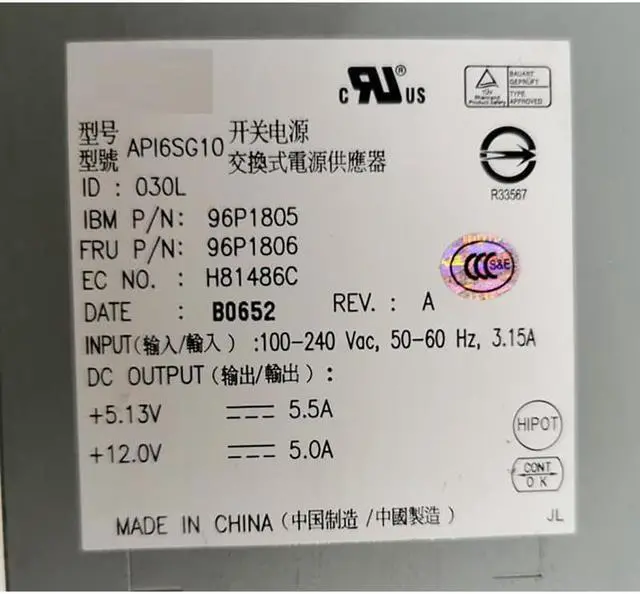 c RU ® US
TÜV
Rheinland
Product Safety
BAUART
GEPRÜFT
TYPE
APPROVED
型号
型號
API6SG10
开关电源
交換式電源供應器
R33567
ID : 030L
IBM P/N: 96P1805
FRU P/N: 96P1806
EC NO. : H81486C
CCC S&E
DATE : B0652 REV. : A
INPUT(输入/輸入) :100-240 Vac, 50-60 Hz, 3.15A
DC OUTPUT (输出/輸出) :
+5.13V 5.5A
+12.0V 5.0A
HIPOT
CONT
O K
MADE IN CHINA (中国制造 /中國製造)
JL